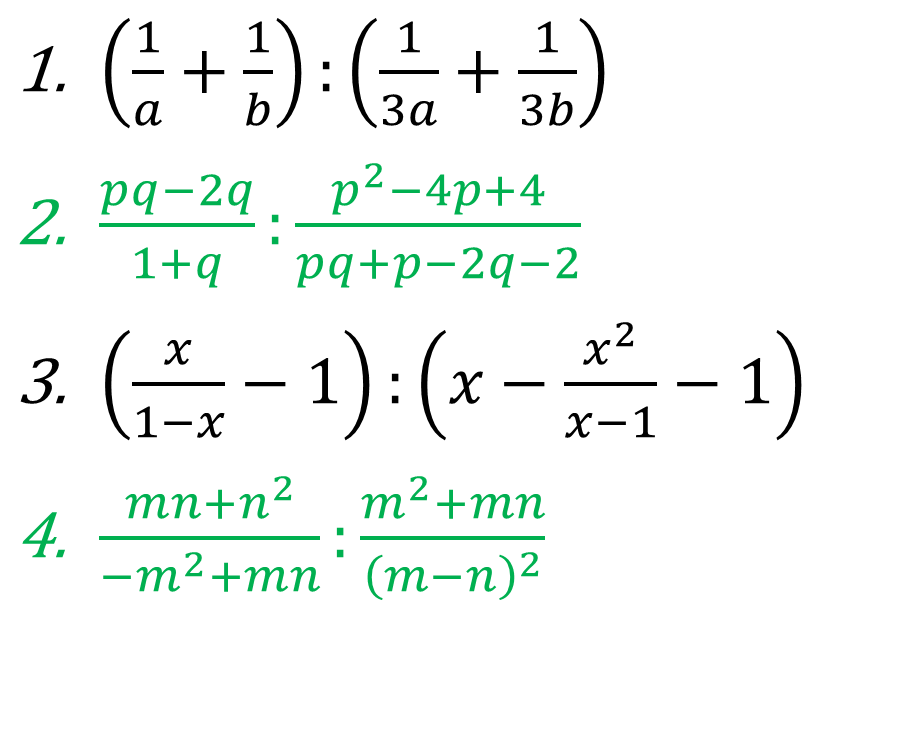 1. (1/a + 1/b) : (1/3a + 1/3b)
2. pq−2q/1+q : p²−4p+4/pq+p−2q−2
3. (x/1−x − 1) : (x − x²/x−1 − 1)
4. mn+n²/−m²+mn : m²+mn/(m−n)²